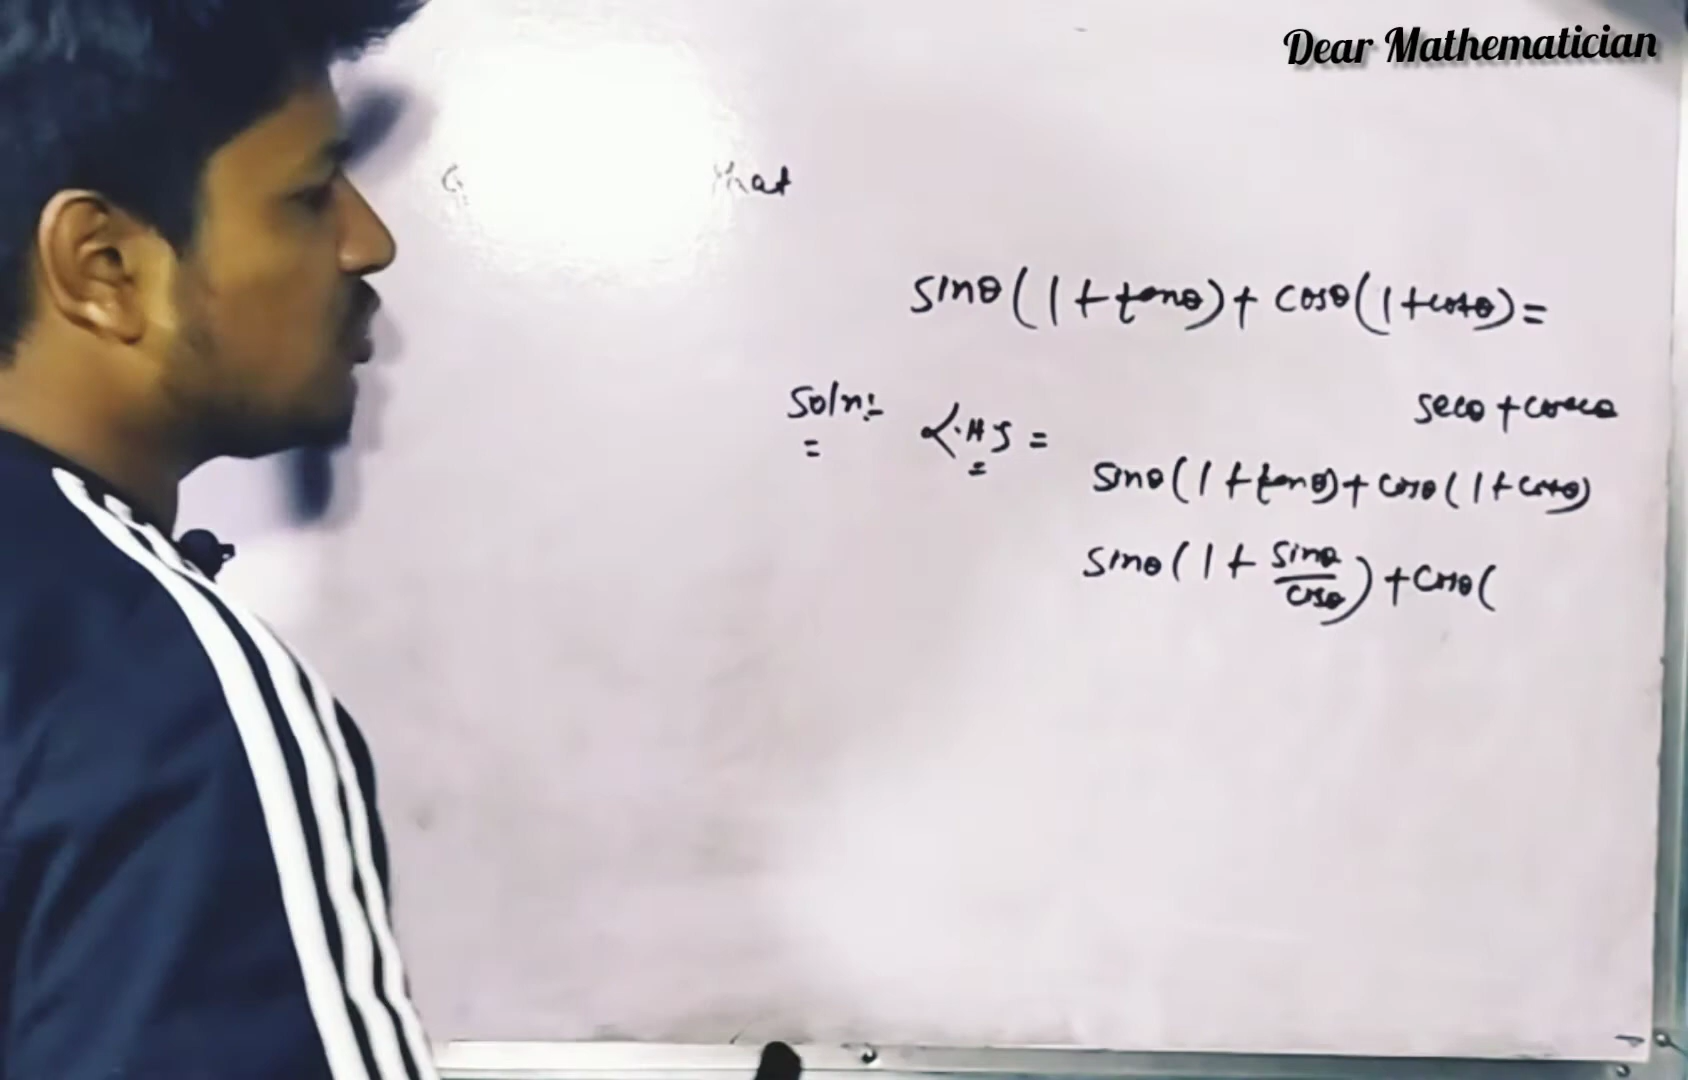 Dear Mathematician
that
sinθ(1+tanθ)+cosθ(1+cotθ)=
secθ+cosecθ
Soln:-
L.H.S =
sinθ(1+tanθ)+cosθ(1+cotθ)
sinθ(1+ sinθ/cosθ)+cosθ(